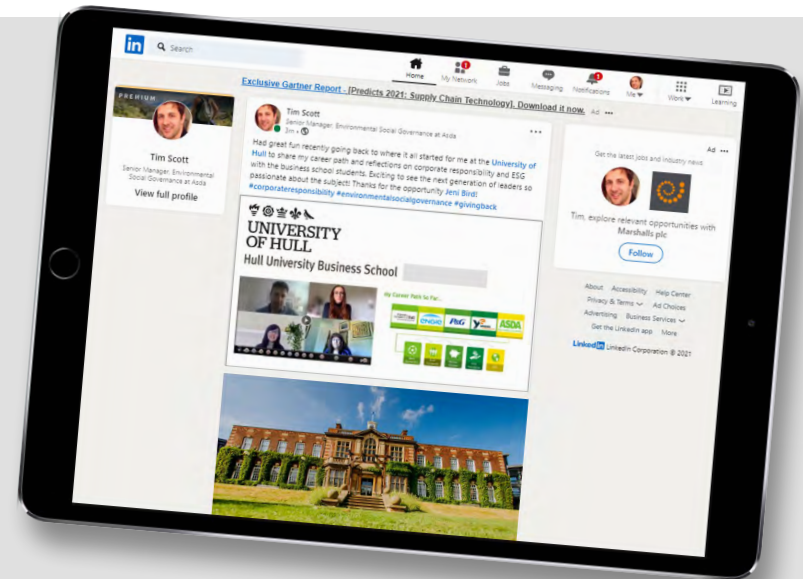 in
Search
Home
My Network
Jobs
Messaging
Notifications
Me
Work
Learning
Exclusive Gartner Report - [Predicts 2021: Supply Chain Technology]. Download it now. Ad
PREMIUM
Tim Scott
Senior Manager, Environmental
Social Governance at Asda
View full profile
Tim Scott
Senior Manager, Environmental Social Governance at Asda
3m
Had great fun recently going back to where it all started for me at the University of
Hull to share my career path and reflections on corporate responsibility and ESG
with the business school students. Exciting to see the next generation of leaders so
passionate about the subject! Thanks for the opportunity Jeni Bird!
#corporateresponsibility #environmentalsocialgovernance #givingback
UNIVERSITY
OF HULL
Hull University Business School
My Career Path So Far...
ENGIE
P&G
ASDA
Ad
Get the latest jobs and industry news
Tim, explore relevant opportunities with
Marshalls plc
Follow
About Accessibility Help Center
Privacy & Terms Ad Choices
Advertising Business Services
Get the LinkedIn app More
Linkedin LinkedIn Corporation © 2021